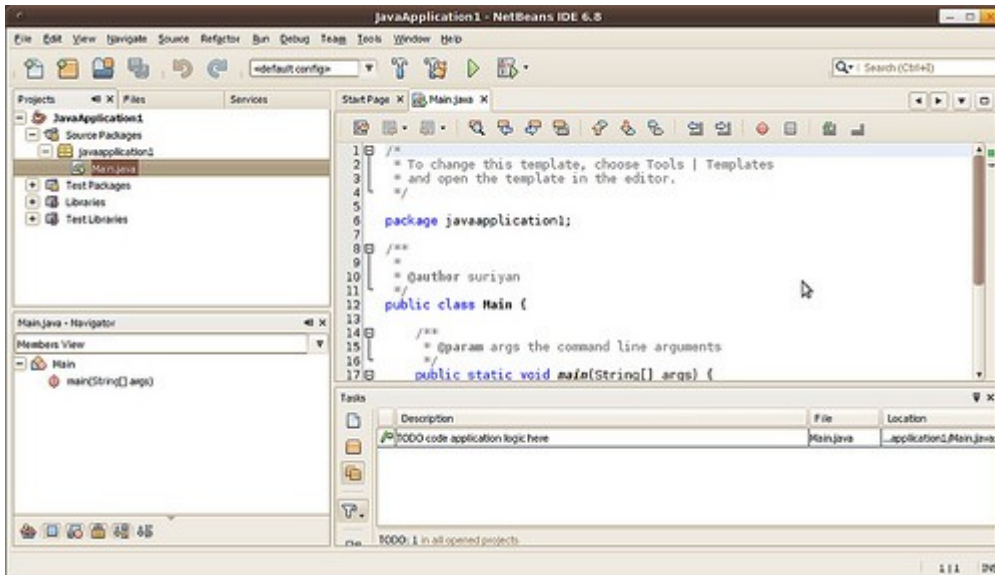 JavaApplication1 - NetBeans IDE 6.8
File Edit View Navigate Source Refactor Run Debug Team Tools Window Help
<default config>
Search (Ctrl+I)
Projects Files Services
JavaApplication1
Source Packages
javaapplication1
Main.java
Test Packages
Libraries
Test Libraries
Start Page Main.java
1 /*
2 * To change this template, choose Tools | Templates
3 * and open the template in the editor.
4 */
5
6 package javaapplication1;
7
8 /**
9 *
10 * @author suriyan
11 */
12 public class Main {
13
14 /**
15 * @param args the command line arguments
16 */
17 public static void main(String[] args) {
Main.java - Navigator
Members View
Main
main(String[] args)
Tasks
Description File Location
TODO code application logic here Main.java ...application1/Main.java
TODO: 1 in all opened projects
1|1 INS